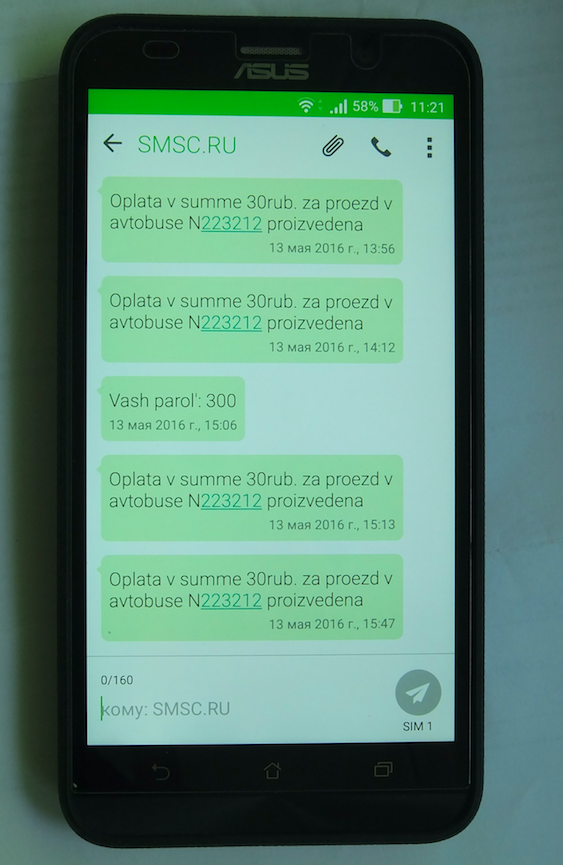 ASUS
58% 11:21
SMSC.RU
Oplata v summe 30rub. za proezd v
avtobuse N223212 proizvedena
13 мая 2016 г., 13:56
Oplata v summe 30rub. za proezd v
avtobuse N223212 proizvedena
13 мая 2016 г., 14:12
Vash parol': 300
13 мая 2016 г., 15:06
Oplata v summe 30rub. za proezd v
avtobuse N223212 proizvedena
13 мая 2016 г., 15:13
Oplata v summe 30rub. za proezd v
avtobuse N223212 proizvedena
13 мая 2016 г., 15:47
0/160
кому: SMSC.RU
SIM 1